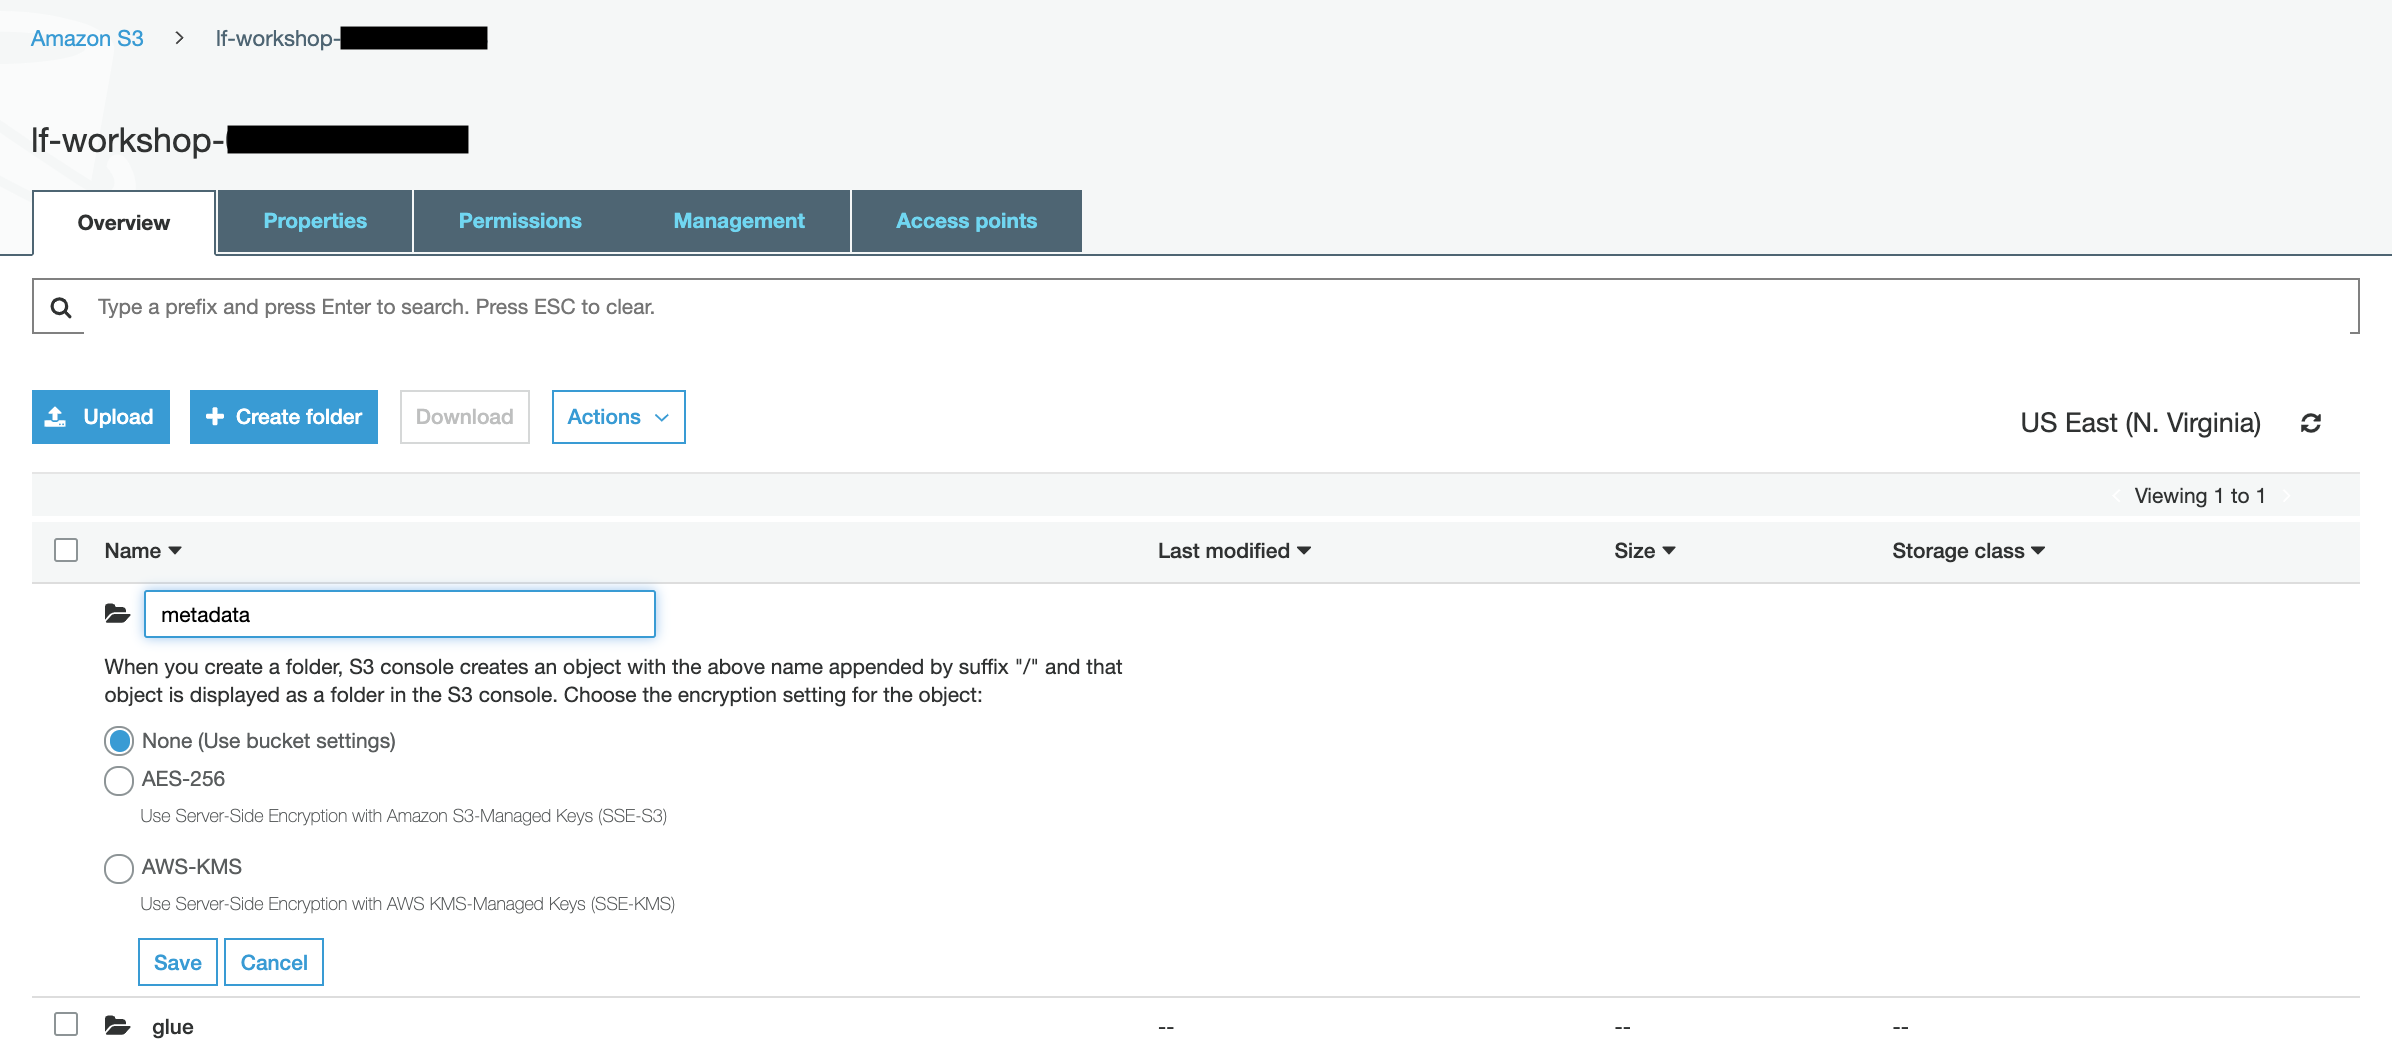 Amazon S3 > lf-workshop-
lf-workshop-
Overview Properties Permissions Management Access points
Type a prefix and press Enter to search. Press ESC to clear.
Upload Create folder Download Actions US East (N. Virginia)
Viewing 1 to 1
Name Last modified Size Storage class
metadata
When you create a folder, S3 console creates an object with the above name appended by suffix "/" and that
object is displayed as a folder in the S3 console. Choose the encryption setting for the object:
None (Use bucket settings)
AES-256
Use Server-Side Encryption with Amazon S3-Managed Keys (SSE-S3)
AWS-KMS
Use Server-Side Encryption with AWS KMS-Managed Keys (SSE-KMS)
Save Cancel
glue -- -- --